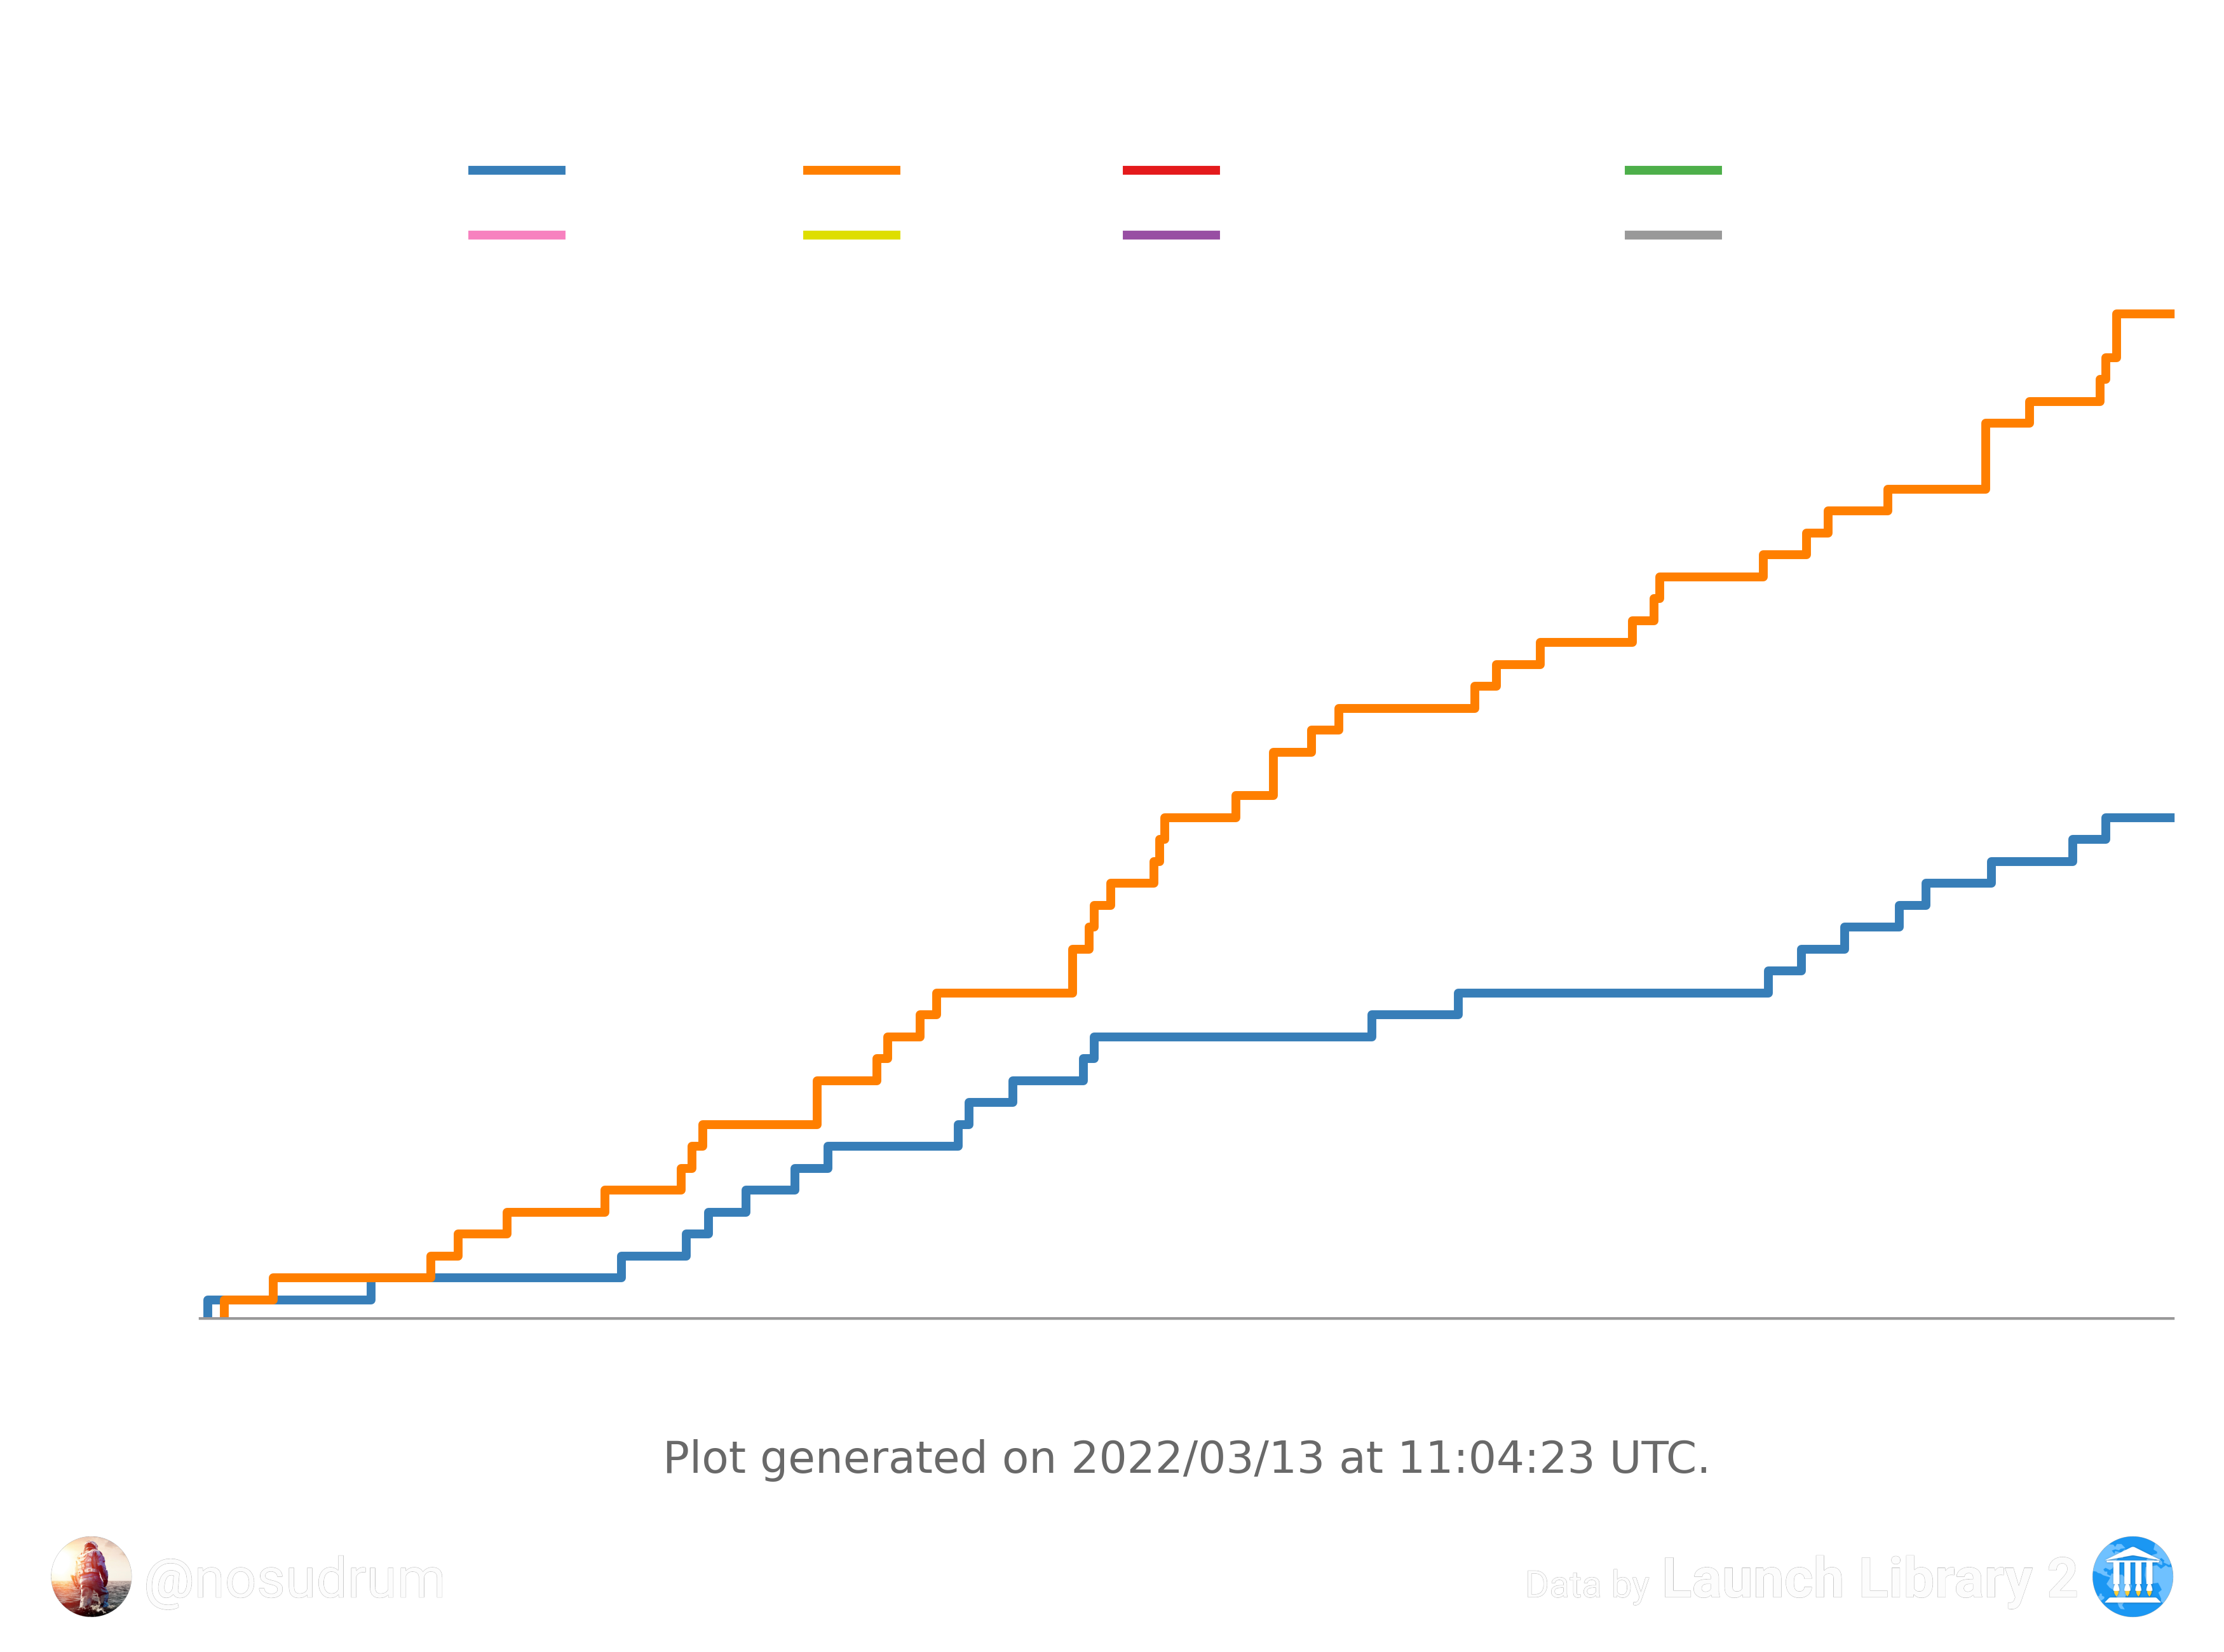 Plot generated on 2022/03/13 at 11:04:23 UTC.
@nosudrum
Data by Launch Library 2